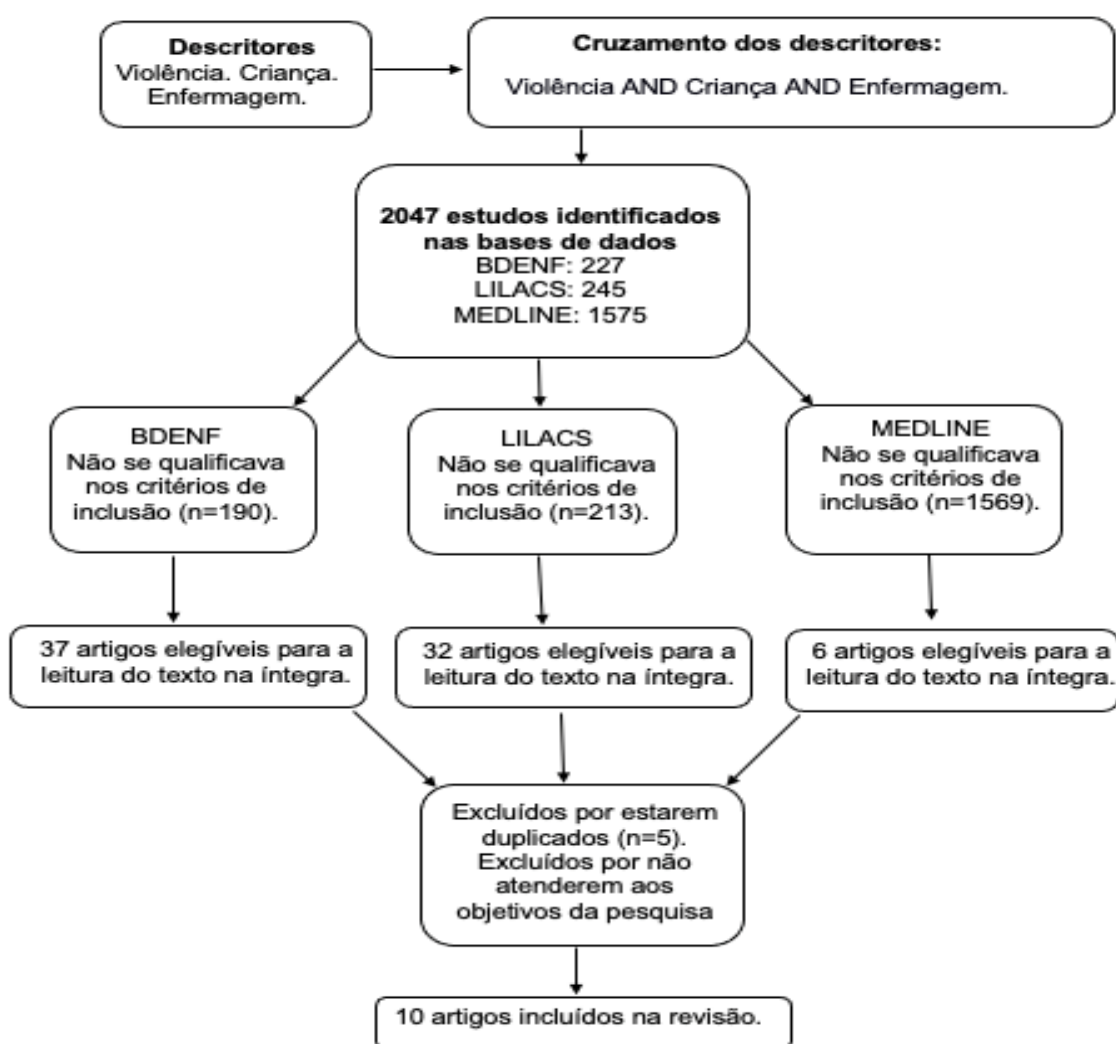 Descritores
Violência. Criança.
Enfermagem.
Cruzamento dos descritores:
Violência AND Criança AND Enfermagem.
2047 estudos identificados
nas bases de dados
BDENF: 227
LILACS: 245
MEDLINE: 1575
BDENF
Não se qualificava
nos critérios de
inclusão (n=190).
LILACS
Não se qualificava
nos critérios de
inclusão (n=213).
MEDLINE
Não se qualificava
nos critérios de
inclusão (n=1569).
37 artigos elegíveis para a
leitura do texto na íntegra.
32 artigos elegíveis para a
leitura do texto na íntegra.
6 artigos elegíveis para a
leitura do texto na íntegra.
Excluídos por estarem
duplicados (n=5).
Excluídos por não
atenderem aos
objetivos da pesquisa
10 artigos incluídos na revisão.